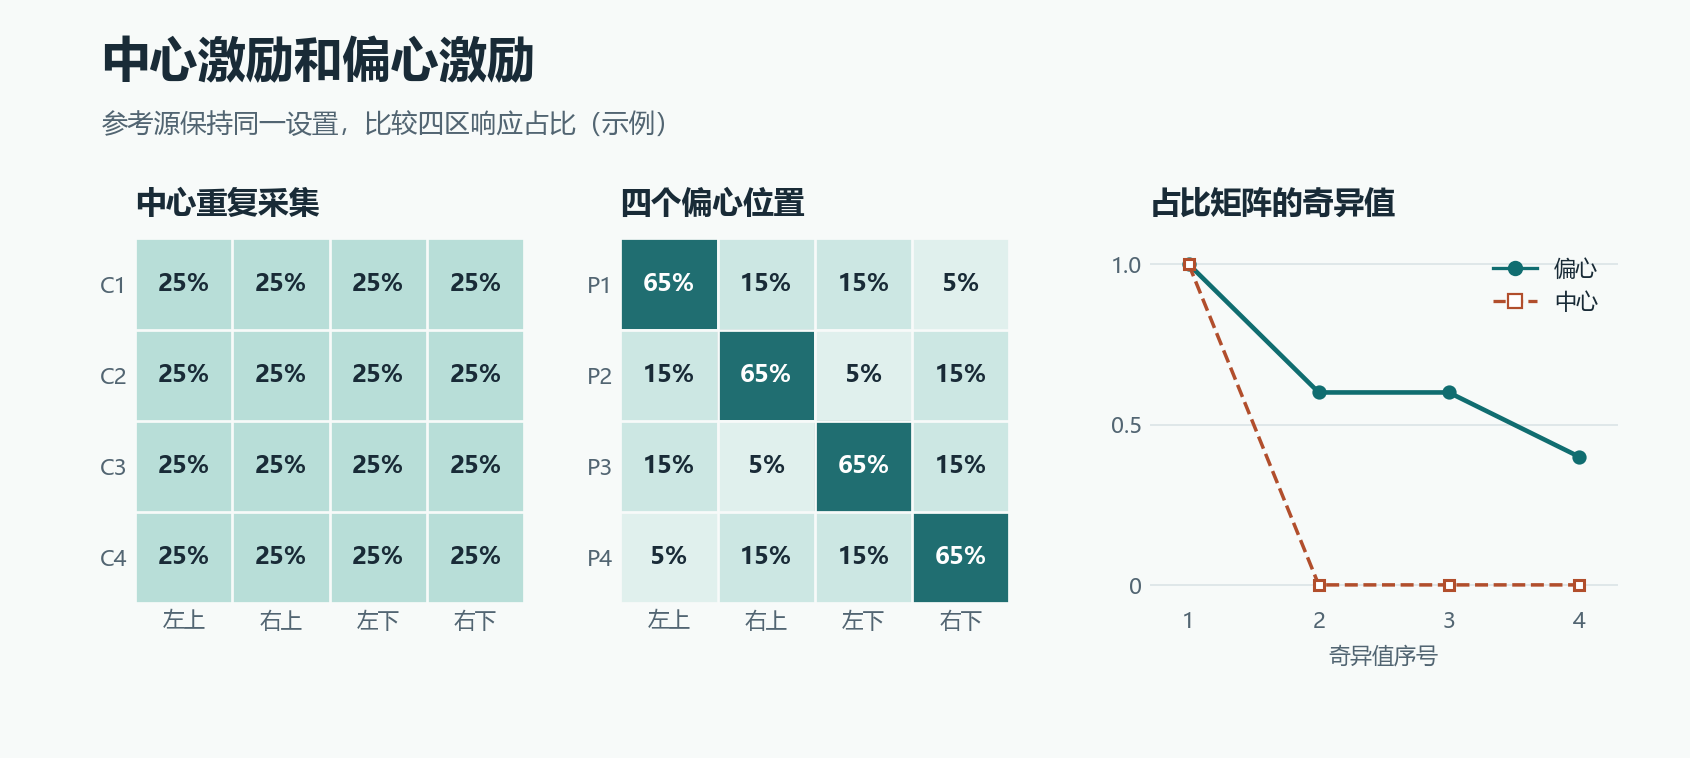 中心激励和偏心激励
参考源保持同一设置，比较四区响应占比（示例）
中心重复采集
C1 25% 25% 25% 25%
C2 25% 25% 25% 25%
C3 25% 25% 25% 25%
C4 25% 25% 25% 25%
左上 右上 左下 右下
四个偏心位置
P1 65% 15% 15% 5%
P2 15% 65% 5% 15%
P3 15% 5% 65% 15%
P4 5% 15% 15% 65%
左上 右上 左下 右下
占比矩阵的奇异值
1.0
0.5
0
偏心
中心
1 2 3 4
奇异值序号